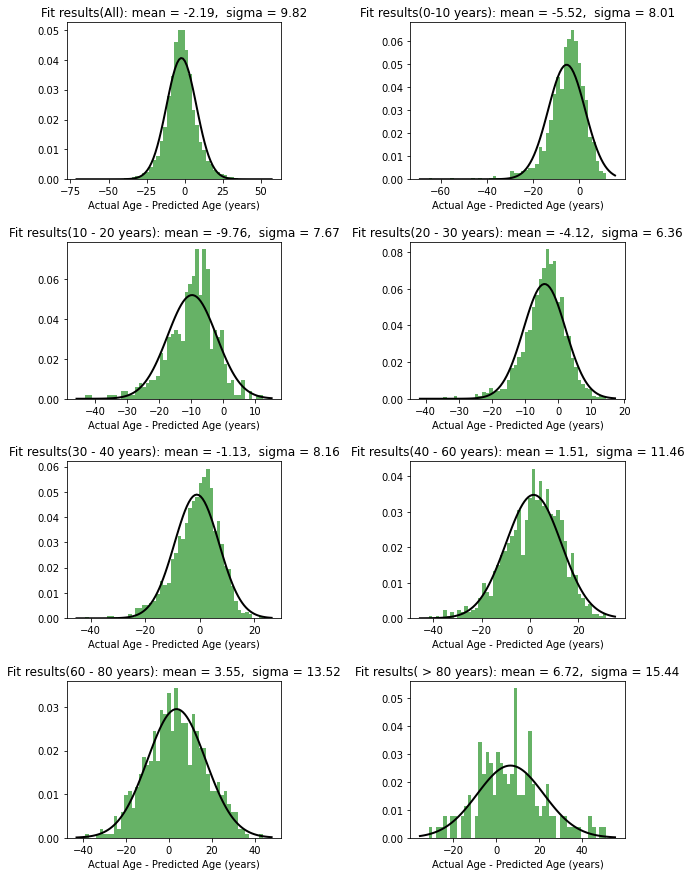 Fit results(All): mean = -2.19,  sigma = 9.82
0.05
0.04
0.03
0.02
0.01
0.00
−75 −50 −25 0 25 50
Actual Age - Predicted Age (years)
Fit results(0-10 years): mean = -5.52,  sigma = 8.01
0.06
0.05
0.04
0.03
0.02
0.01
0.00
−60 −40 −20 0
Actual Age - Predicted Age (years)
Fit results(10 - 20 years): mean = -9.76,  sigma = 7.67
0.06
0.04
0.02
0.00
−40 −30 −20 −10 0 10
Actual Age - Predicted Age (years)
Fit results(20 - 30 years): mean = -4.12,  sigma = 6.36
0.08
0.06
0.04
0.02
0.00
−40 −30 −20 −10 0 10 20
Actual Age - Predicted Age (years)
Fit results(30 - 40 years): mean = -1.13,  sigma = 8.16
0.06
0.05
0.04
0.03
0.02
0.01
0.00
−40 −20 0 20
Actual Age - Predicted Age (years)
Fit results(40 - 60 years): mean = 1.51,  sigma = 11.46
0.04
0.03
0.02
0.01
0.00
−40 −20 0 20
Actual Age - Predicted Age (years)
Fit results(60 - 80 years): mean = 3.55,  sigma = 13.52
0.03
0.02
0.01
0.00
−40 −20 0 20 40
Actual Age - Predicted Age (years)
Fit results( > 80 years): mean = 6.72,  sigma = 15.44
0.05
0.04
0.03
0.02
0.01
0.00
−20 0 20 40
Actual Age - Predicted Age (years)